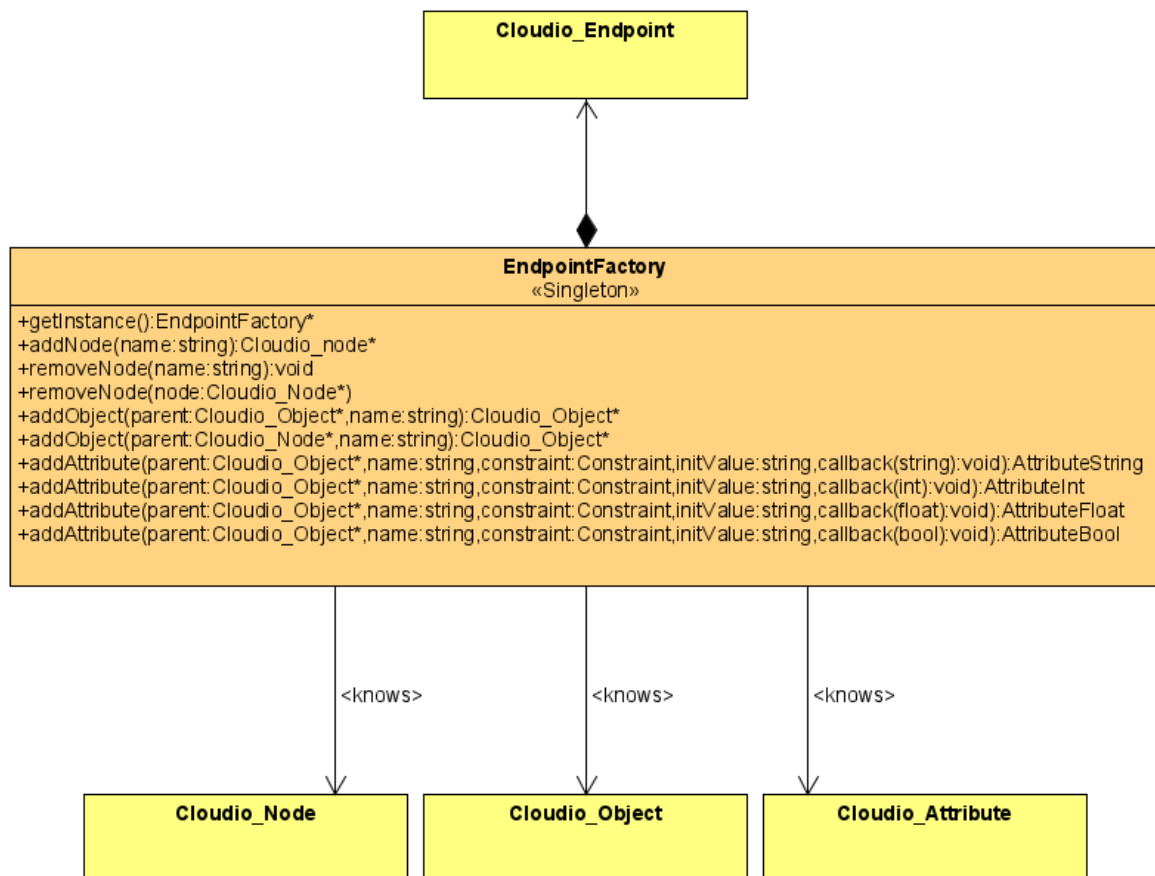 Cloudio_Endpoint
EndpointFactory
«Singleton»
+getInstance():EndpointFactory*
+addNode(name:string):Cloudio_node*
+removeNode(name:string):void
+removeNode(node:Cloudio_Node*)
+addObject(parent:Cloudio_Object*,name:string):Cloudio_Object*
+addObject(parent:Cloudio_Node*,name:string):Cloudio_Object*
+addAttribute(parent:Cloudio_Object*,name:string,constraint:Constraint,initValue:string,callback(string):void):AttributeString
+addAttribute(parent:Cloudio_Object*,name:string,constraint:Constraint,initValue:string,callback(int):void):AttributeInt
+addAttribute(parent:Cloudio_Object*,name:string,constraint:Constraint,initValue:string,callback(float):void):AttributeFloat
+addAttribute(parent:Cloudio_Object*,name:string,constraint:Constraint,initValue:string,callback(bool):void):AttributeBool
<knows>
<knows>
<knows>
Cloudio_Node
Cloudio_Object
Cloudio_Attribute